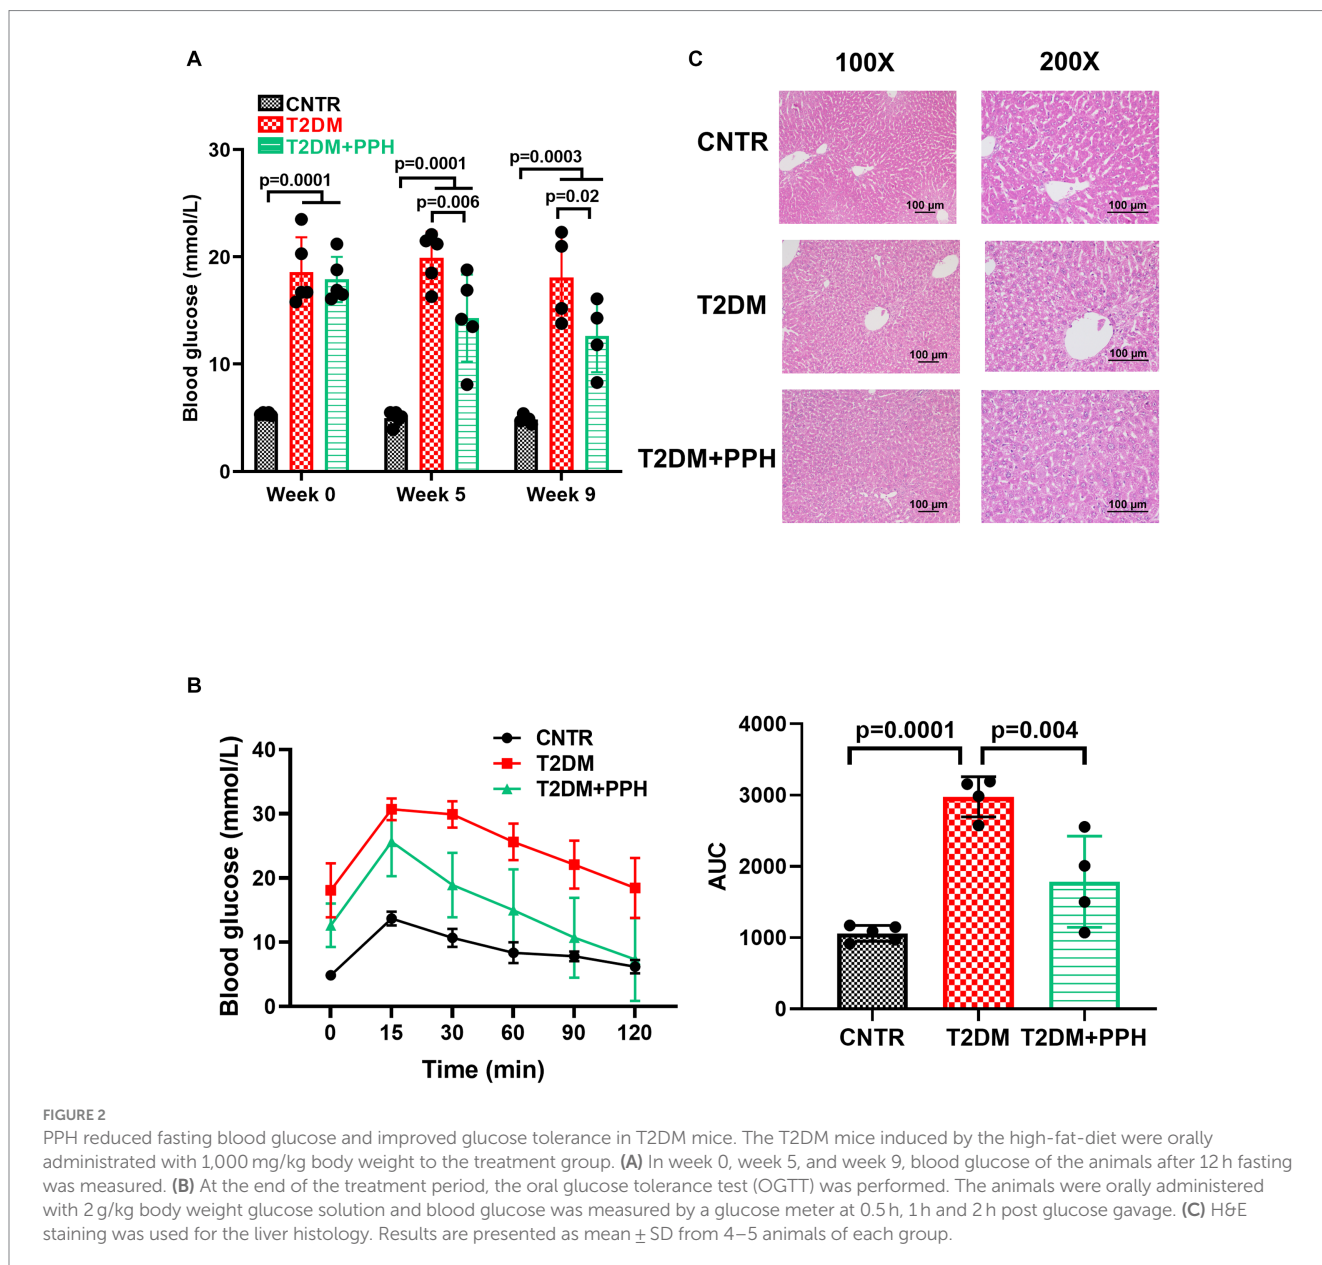 A
CNTR
T2DM
T2DM+PPH
Blood glucose (mmol/L)
30
20
10
0
p=0.0001
p=0.0001
p=0.006
p=0.0003
p=0.02
Week 0
Week 5
Week 9
C
100X
200X
CNTR
100 µm
100 µm
T2DM
100 µm
100 µm
T2DM+PPH
100 µm
100 µm
B
CNTR
T2DM
T2DM+PPH
Blood glucose (mmol/L)
40
30
20
10
0
0
15
30
60
90
120
Time (min)
AUC
4000
3000
2000
1000
0
p=0.0001
p=0.004
CNTR
T2DM
T2DM+PPH
FIGURE 2
PPH reduced fasting blood glucose and improved glucose tolerance in T2DM mice. The T2DM mice induced by the high-fat-diet were orally
administrated with 1,000 mg/kg body weight to the treatment group. (A) In week 0, week 5, and week 9, blood glucose of the animals after 12 h fasting
was measured. (B) At the end of the treatment period, the oral glucose tolerance test (OGTT) was performed. The animals were orally administered
with 2 g/kg body weight glucose solution and blood glucose was measured by a glucose meter at 0.5 h, 1 h and 2 h post glucose gavage. (C) H&E
staining was used for the liver histology. Results are presented as mean ± SD from 4–5 animals of each group.